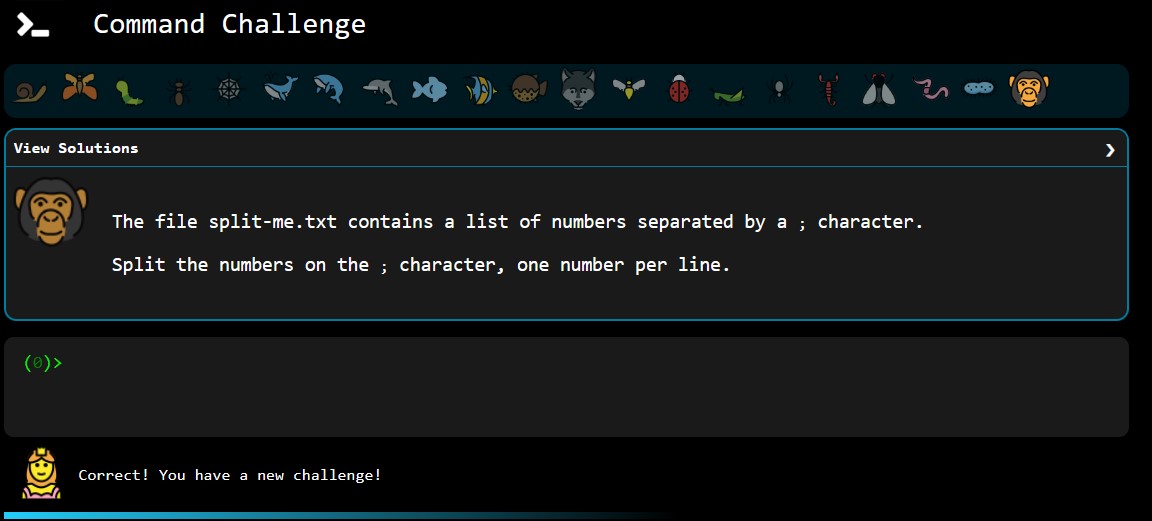 Command Challenge
View Solutions
The file split-me.txt contains a list of numbers separated by a ; character.
Split the numbers on the ; character, one number per line.
(0)>
Correct! You have a new challenge!